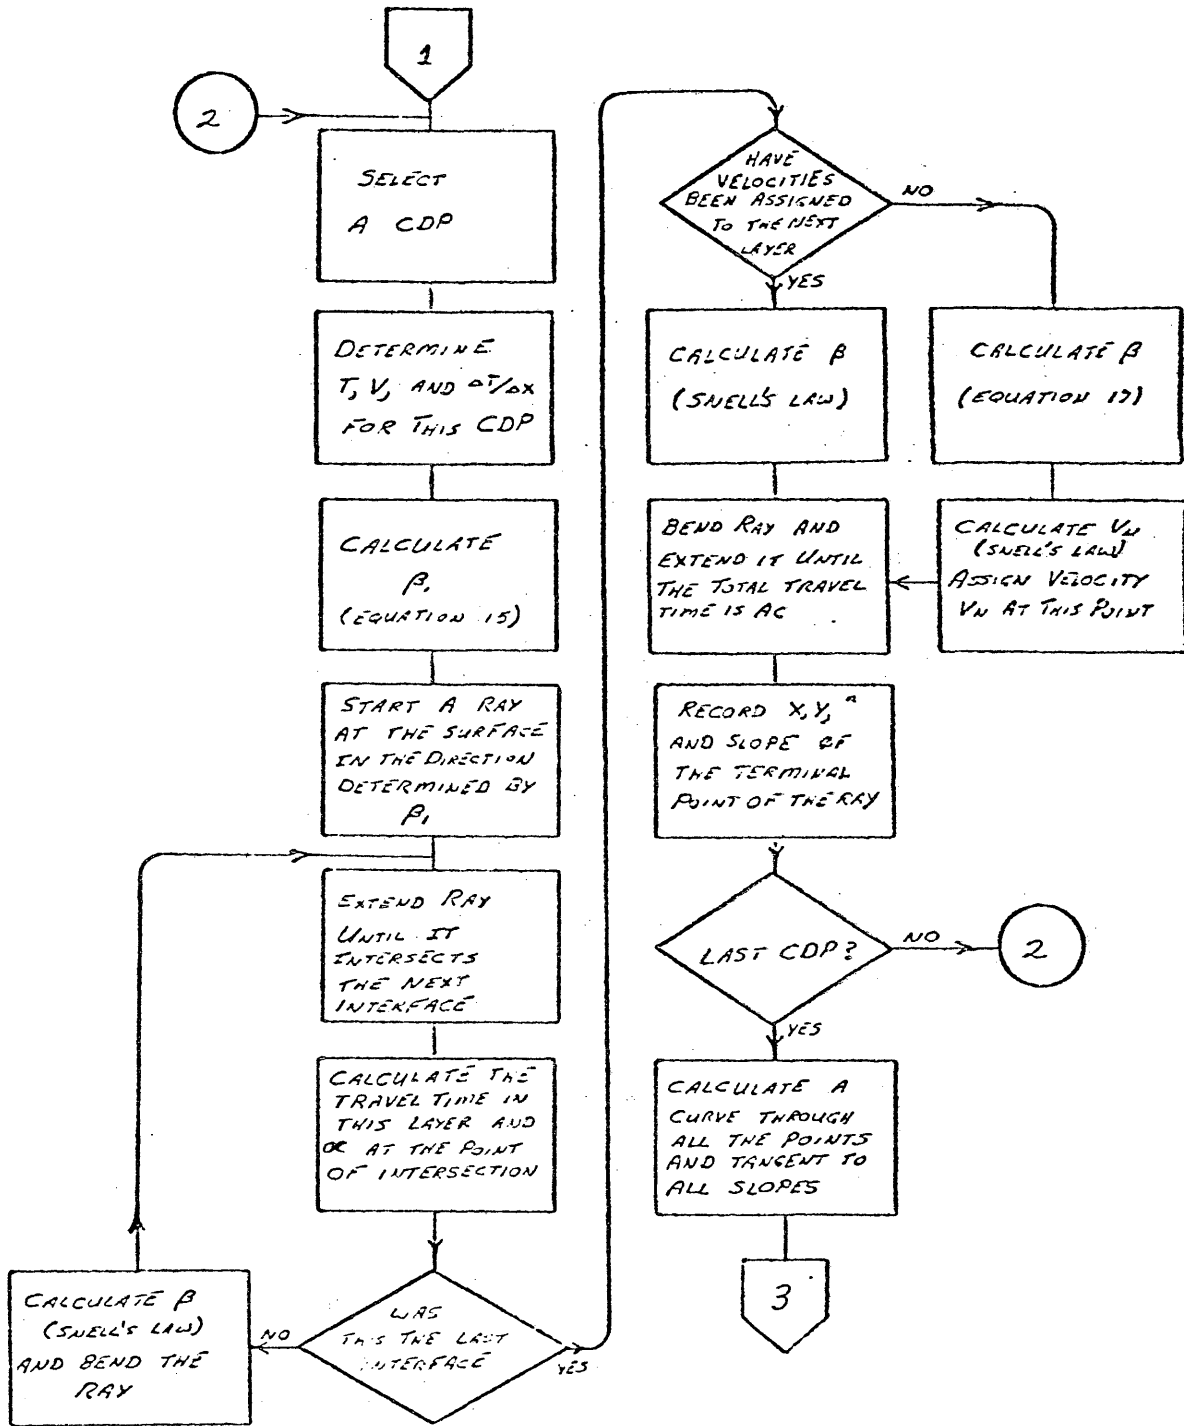 1
2
SELECT
A CDP
DETERMINE
T, V, AND ΔT/ΔX
FOR THIS CDP
CALCULATE
β,
(EQUATION 15)
START A RAY
AT THE SURFACE
IN THE DIRECTION
DETERMINED BY
β,
EXTEND RAY
UNTIL IT
INTERSECTS
THE NEXT
INTERFACE
CALCULATE THE
TRAVEL TIME IN
THIS LAYER AND
AT THE POINT
OF INTERSECTION
WAS
THIS THE LAST
INTERFACE
NO
YES
CALCULATE β
(SNELL'S LAW)
AND BEND THE
RAY
HAVE
VELOCITIES
BEEN ASSIGNED
TO THE NEXT
LAYER
NO
YES
CALCULATE β
(SNELL'S LAW)
CALCULATE β
(EQUATION 17)
BEND RAY AND
EXTEND IT UNTIL
THE TOTAL TRAVEL
TIME IS
CALCULATE VN
(SNELL'S LAW)
ASSIGN VELOCITY
VN AT THIS POINT
RECORD X, Y,
AND SLOPE OF
THE TERMINAL
POINT OF THE RAY
LAST CDP?
NO
2
YES
CALCULATE A
CURVE THROUGH
ALL THE POINTS
AND TANGENT TO
ALL SLOPES
3